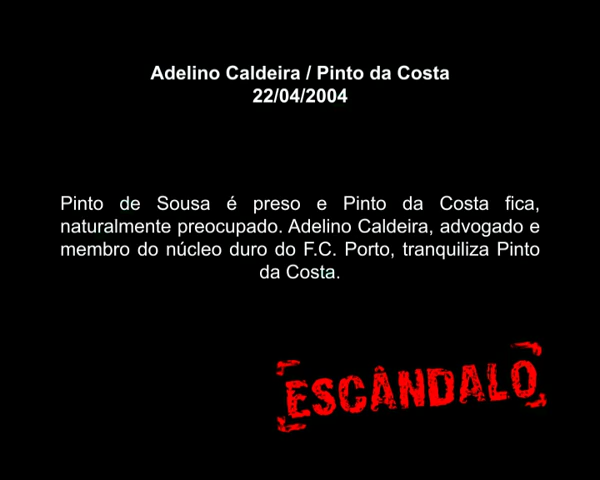 Adelino Caldeira / Pinto da Costa
22/04/2004
Pinto de Sousa é preso e Pinto da Costa fica,
naturalmente preocupado. Adelino Caldeira, advogado e
membro do núcleo duro do F.C. Porto, tranquiliza Pinto
da Costa.
ESCÂNDALO